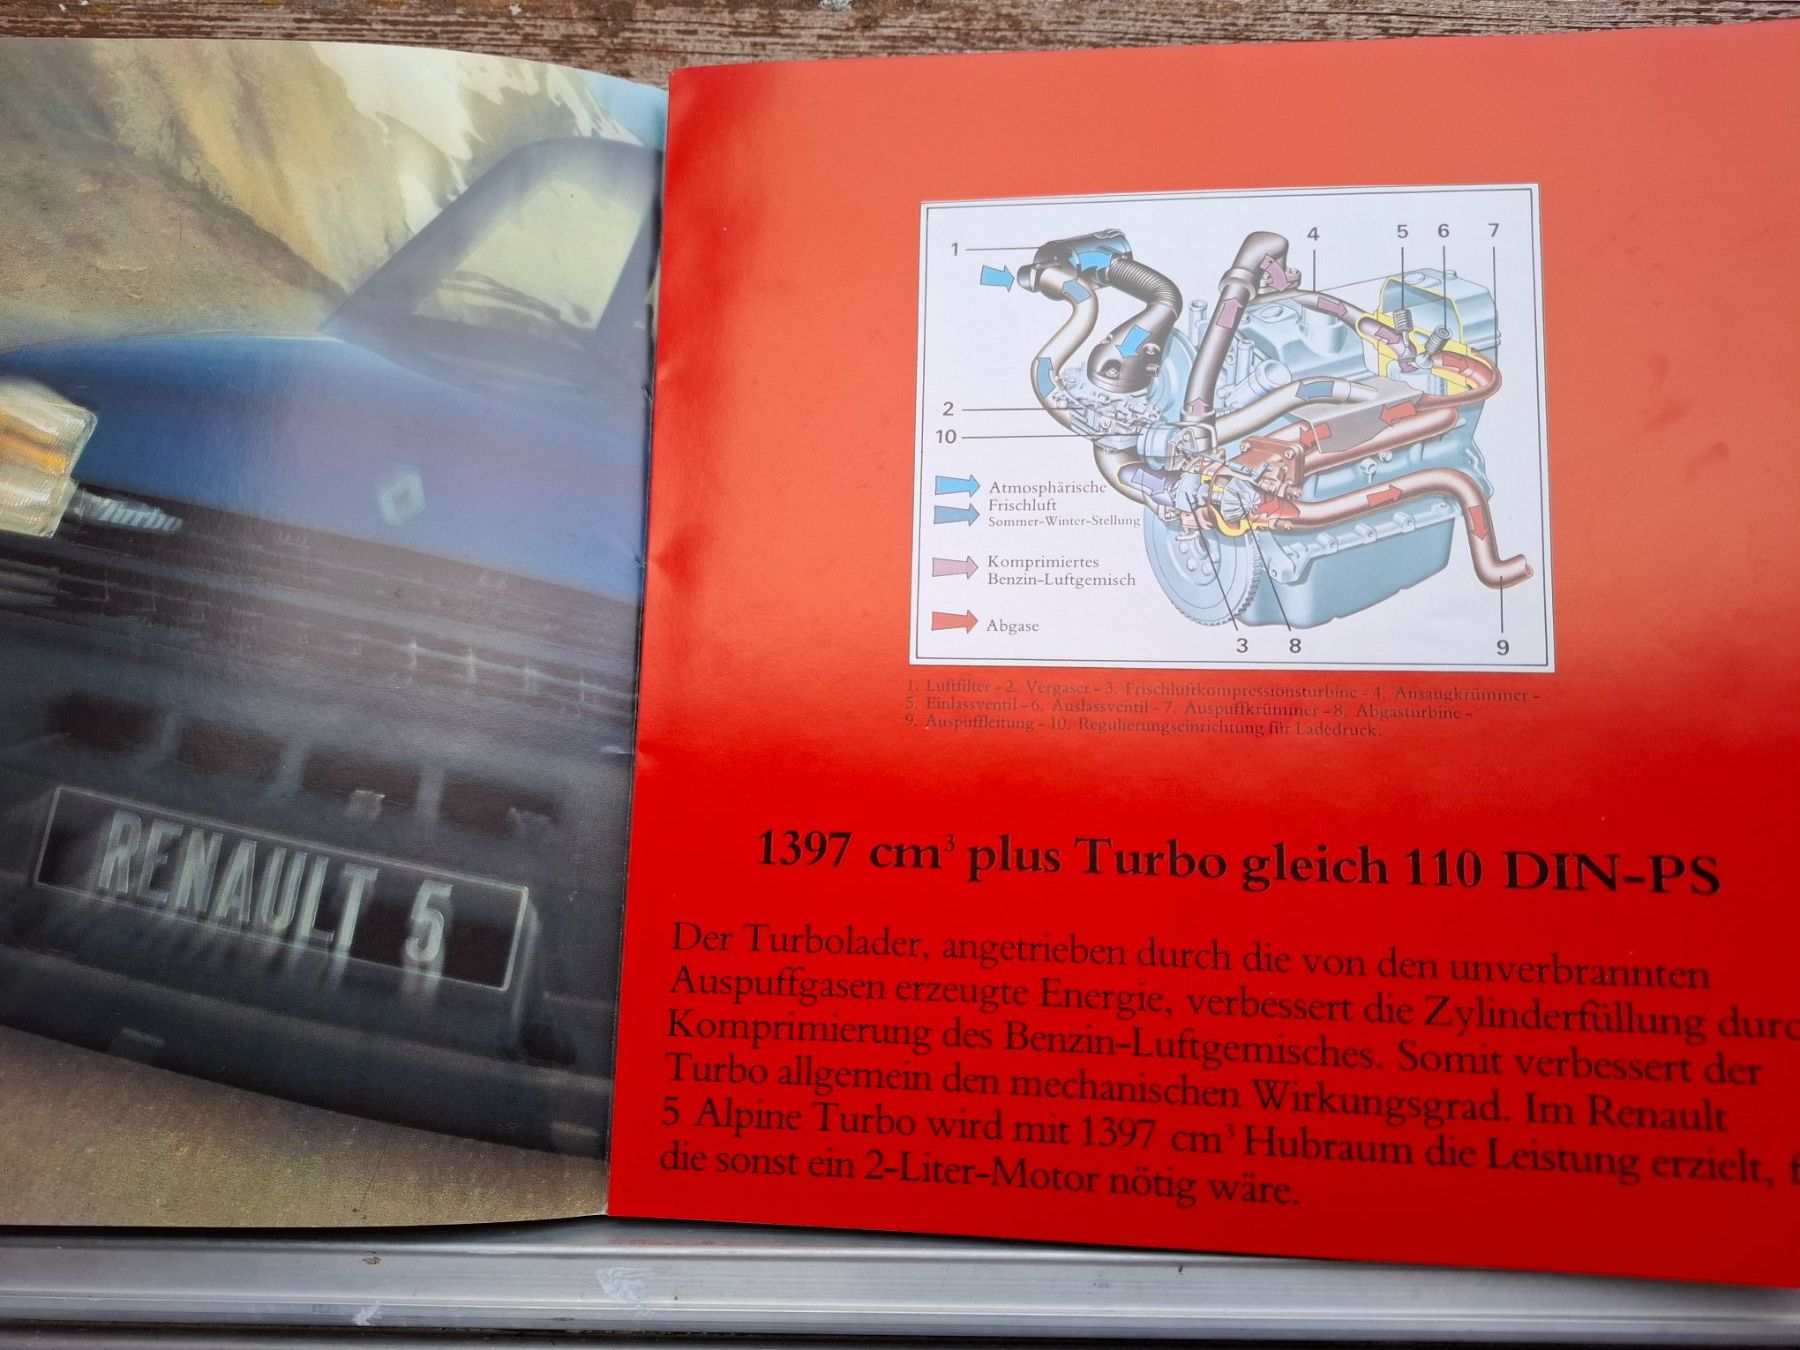 Turbo
RENAULT 5
1
2
10
4
5
6
7
Atmosphärische
Frischluft
Sommer-Winter-Stellung
Komprimiertes
Benzin-Luftgemisch
Abgase
3
8
9
1. Luftfilter - 2. Vergaser - 3. Frischluftkompressionsturbine - 4. Ansaugkrümmer -
5. Einlassventil - 6. Auslassventil - 7. Auspuffkrümmer - 8. Abgasturbine -
9. Auspuffleitung - 10. Regulierungseinrichtung für Ladedruck.
1397 cm³ plus Turbo gleich 110 DIN-PS
Der Turbolader, angetrieben durch die von den unverbrannten
Auspuffgasen erzeugte Energie, verbessert die Zylinderfüllung durc
Komprimierung des Benzin-Luftgemisches. Somit verbessert der
Turbo allgemein den mechanischen Wirkungsgrad. Im Renault
5 Alpine Turbo wird mit 1397 cm³ Hubraum die Leistung erzielt,
die sonst ein 2-Liter-Motor nötig wäre.